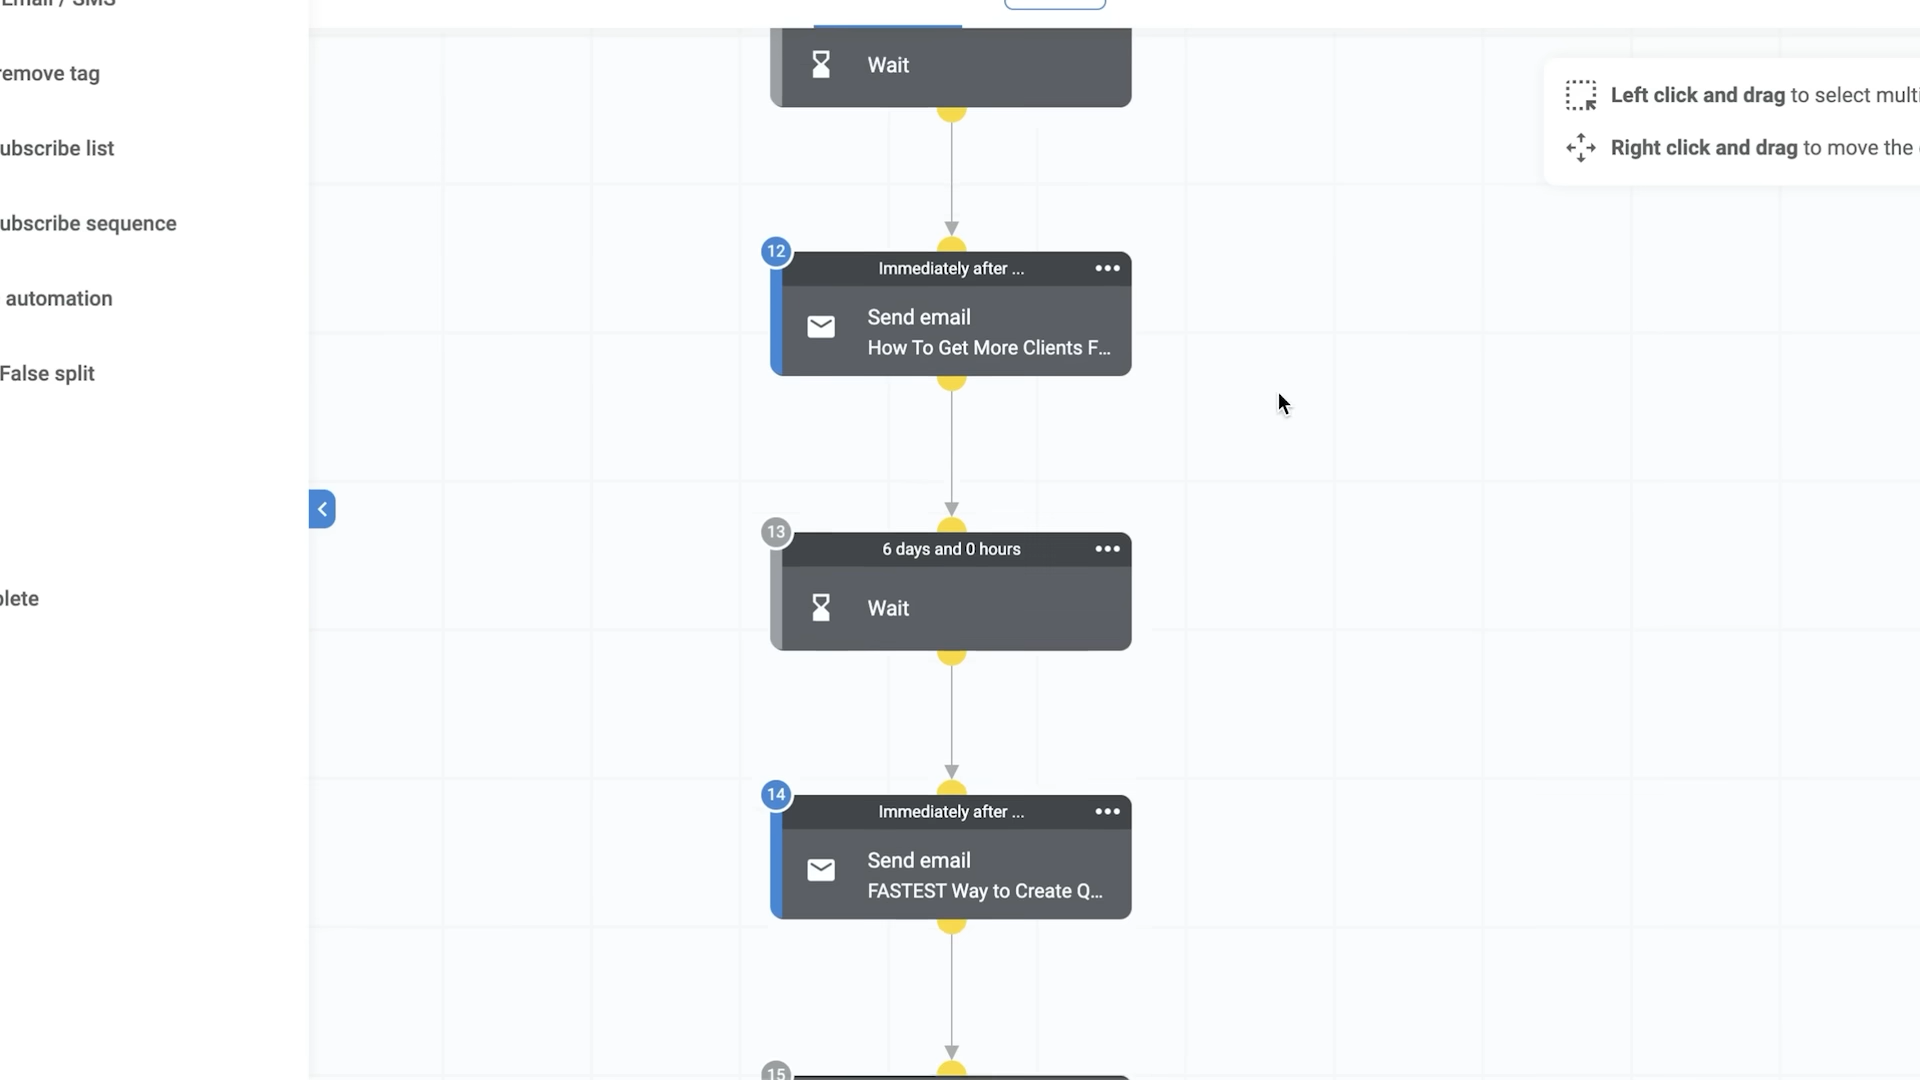 remove tag
ubscribe list
ubscribe sequence
automation
False split
Wait
Left click and drag to select multi
Right click and drag to move the
12
Immediately after ...
Send email
How To Get More Clients F...
13
6 days and 0 hours
Wait
14
Immediately after ...
Send email
FASTEST Way to Create Q...
15